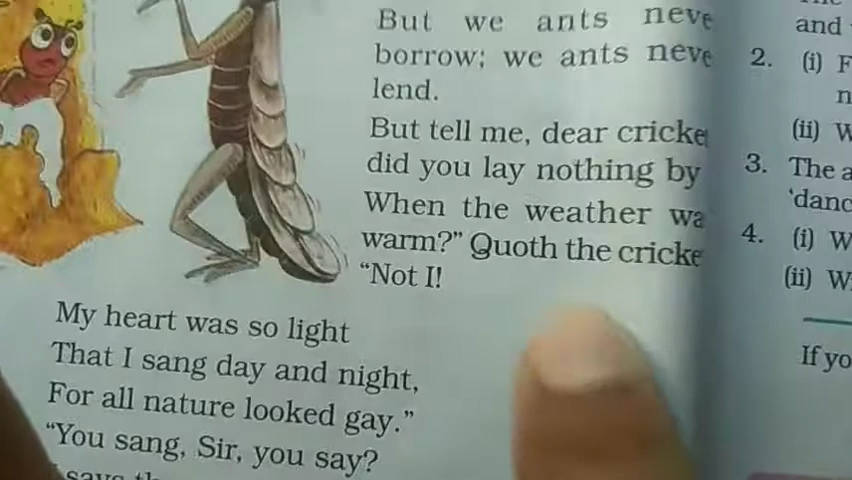 But we ants neve
borrow; we ants neve
lend.
But tell me, dear cricke
did you lay nothing by
When the weather wa
warm?" Quoth the cricke
"Not I!
My heart was so light
That I sang day and night,
For all nature looked gay."
"You sang, Sir, you say?
and
2. (i) F
n
(ii) W
3. The a
'danc
4. (i) W
(ii) W
If yo